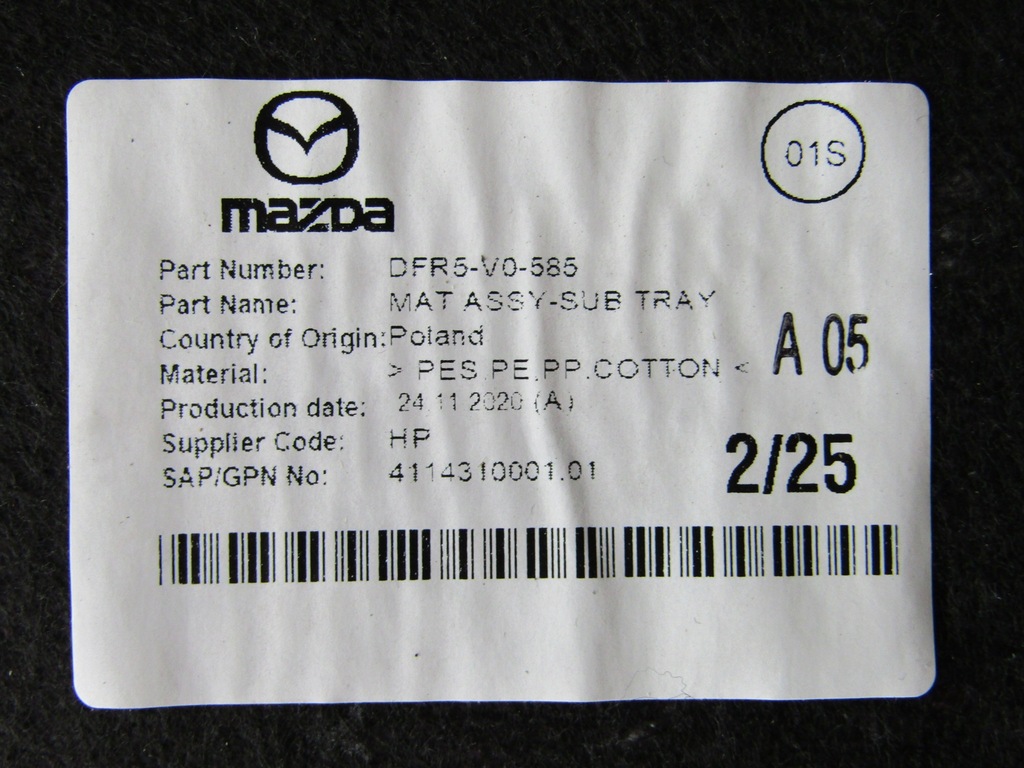 01S
mazda
Part Number: DFR5-V0-585
Part Name: MAT ASSY-SUB TRAY
Country of Origin: Poland
A 05
Material: > PES.PE.PP.COTTON <
Production date: 24.11.2020 (A)
Supplier Code: HP
2/25
SAP/GPN No: 4114310001.01